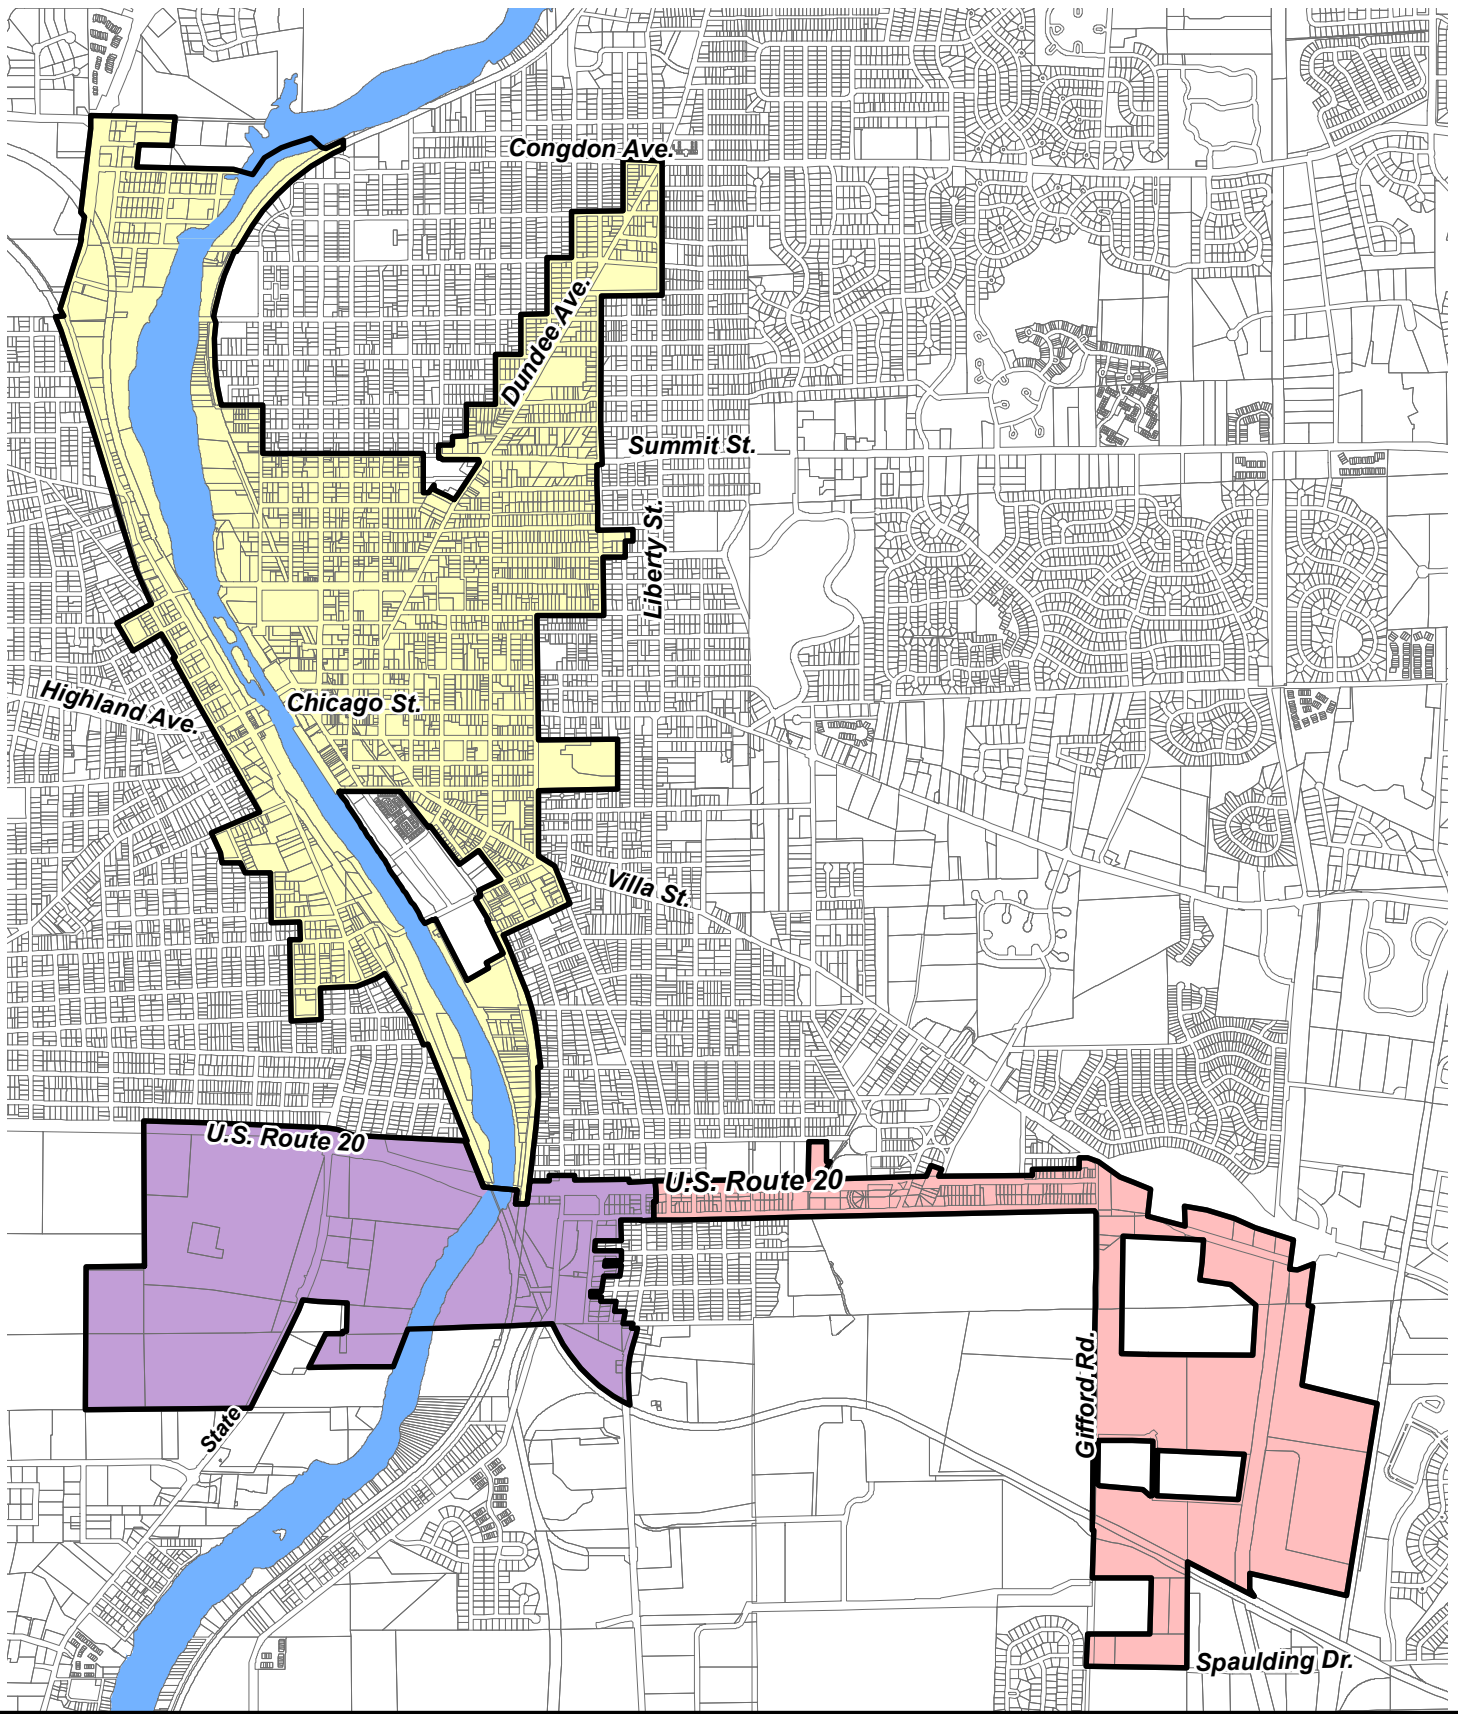 Congdon Ave.
Dundee Ave.
Summit St.
Liberty St.
Highland Ave.
Chicago St.
Villa St.
U.S. Route 20
U.S. Route 20
Gifford Rd.
State
Spaulding Dr.